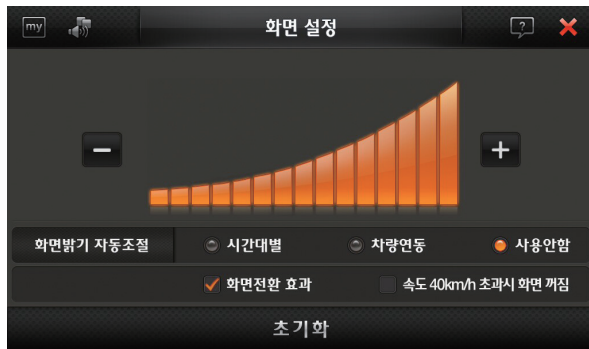 my 화면 설정 ?
− +
화면밝기 자동조절 시간대별 차량연동 사용안함
화면전환 효과 속도 40km/h 초과시 화면 꺼짐
초기화